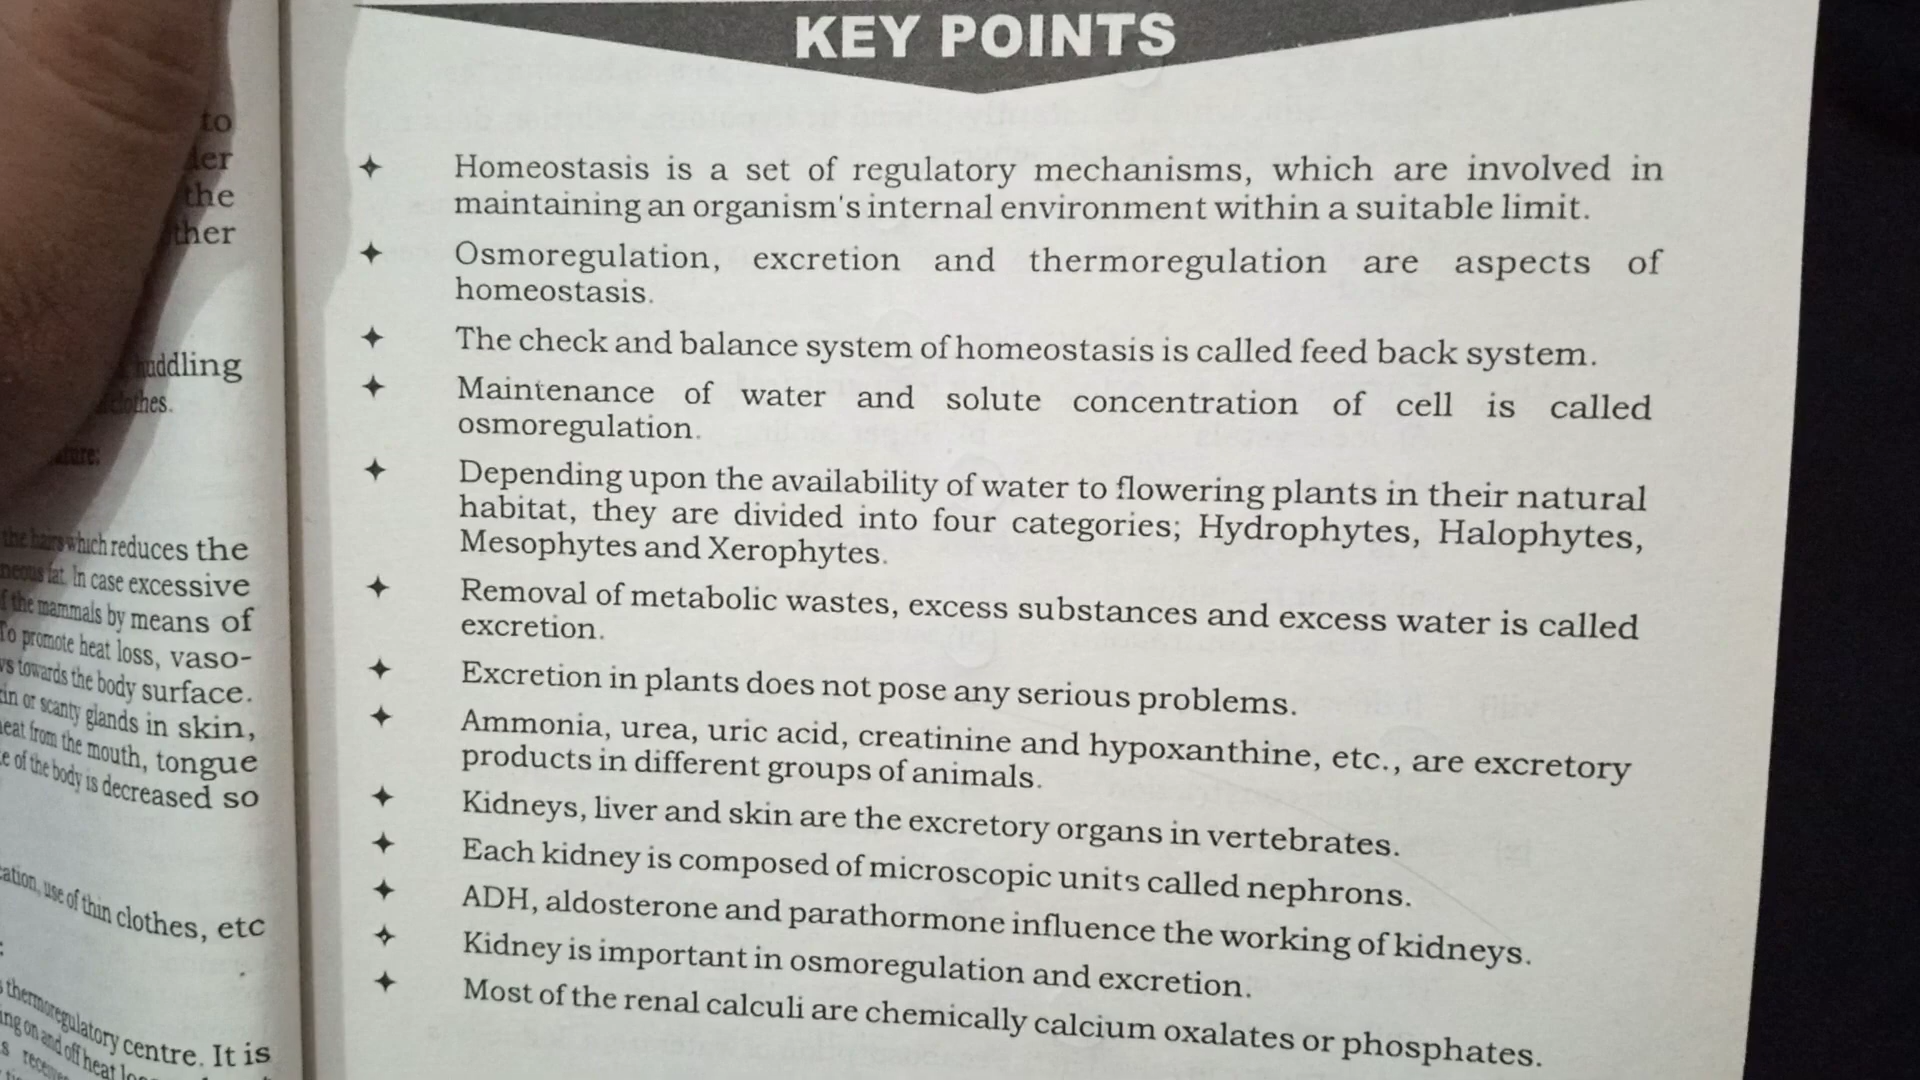 to
the
huddling
clothes.
the hairs which reduces the
In case excessive
the mammals by means of
To promote heat loss, vaso-
towards the body surface.
or scanty glands in skin,
from the mouth, tongue
of the body is decreased so
use of thin clothes, etc
thermoregulatory centre. It is
on and off heat
KEY POINTS
✦ Homeostasis is a set of regulatory mechanisms, which are involved in
maintaining an organism's internal environment within a suitable limit.
✦ Osmoregulation, excretion and thermoregulation are aspects of
homeostasis.
✦ The check and balance system of homeostasis is called feed back system.
✦ Maintenance of water and solute concentration of cell is called
osmoregulation.
✦ Depending upon the availability of water to flowering plants in their natural
habitat, they are divided into four categories; Hydrophytes, Halophytes,
Mesophytes and Xerophytes.
✦ Removal of metabolic wastes, excess substances and excess water is called
excretion.
✦ Excretion in plants does not pose any serious problems.
✦ Ammonia, urea, uric acid, creatinine and hypoxanthine, etc., are excretory
products in different groups of animals.
✦ Kidneys, liver and skin are the excretory organs in vertebrates.
✦ Each kidney is composed of microscopic units called nephrons.
✦ ADH, aldosterone and parathormone influence the working of kidneys.
✦ Kidney is important in osmoregulation and excretion.
✦ Most of the renal calculi are chemically calcium oxalates or phosphates.